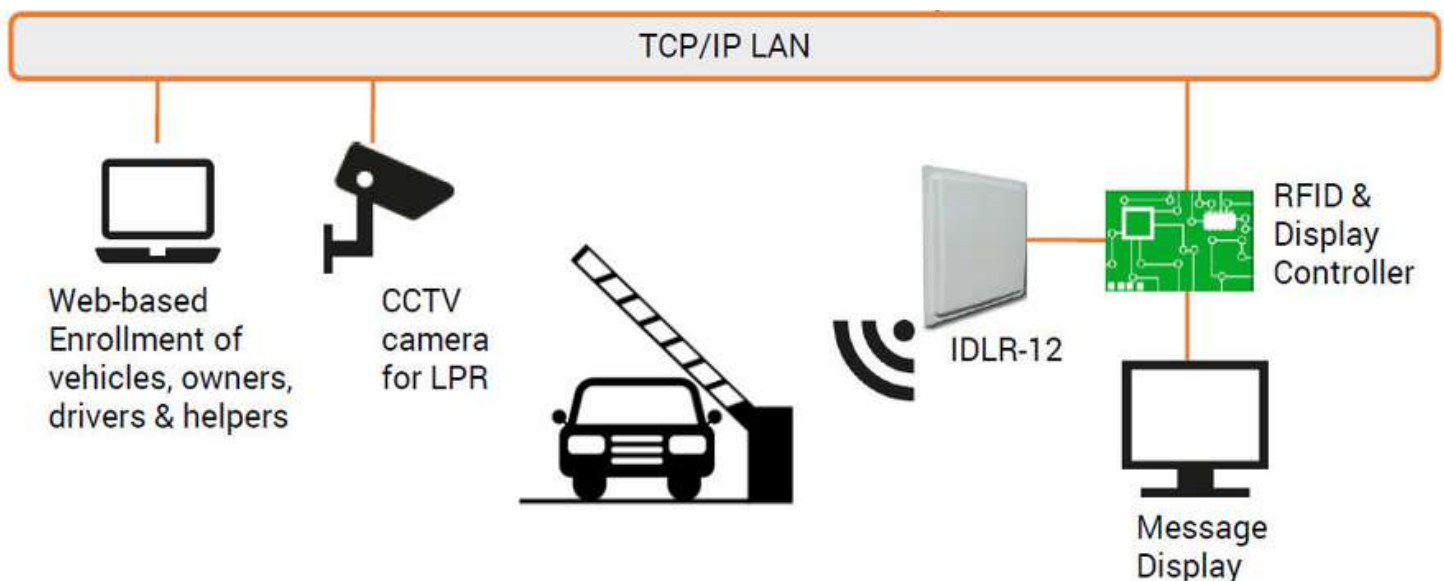 TCP/IP LAN
Web-based
Enrollment of
vehicles, owners,
drivers & helpers
CCTV
camera
for LPR
IDLR-12
RFID &
Display
Controller
Message
Display